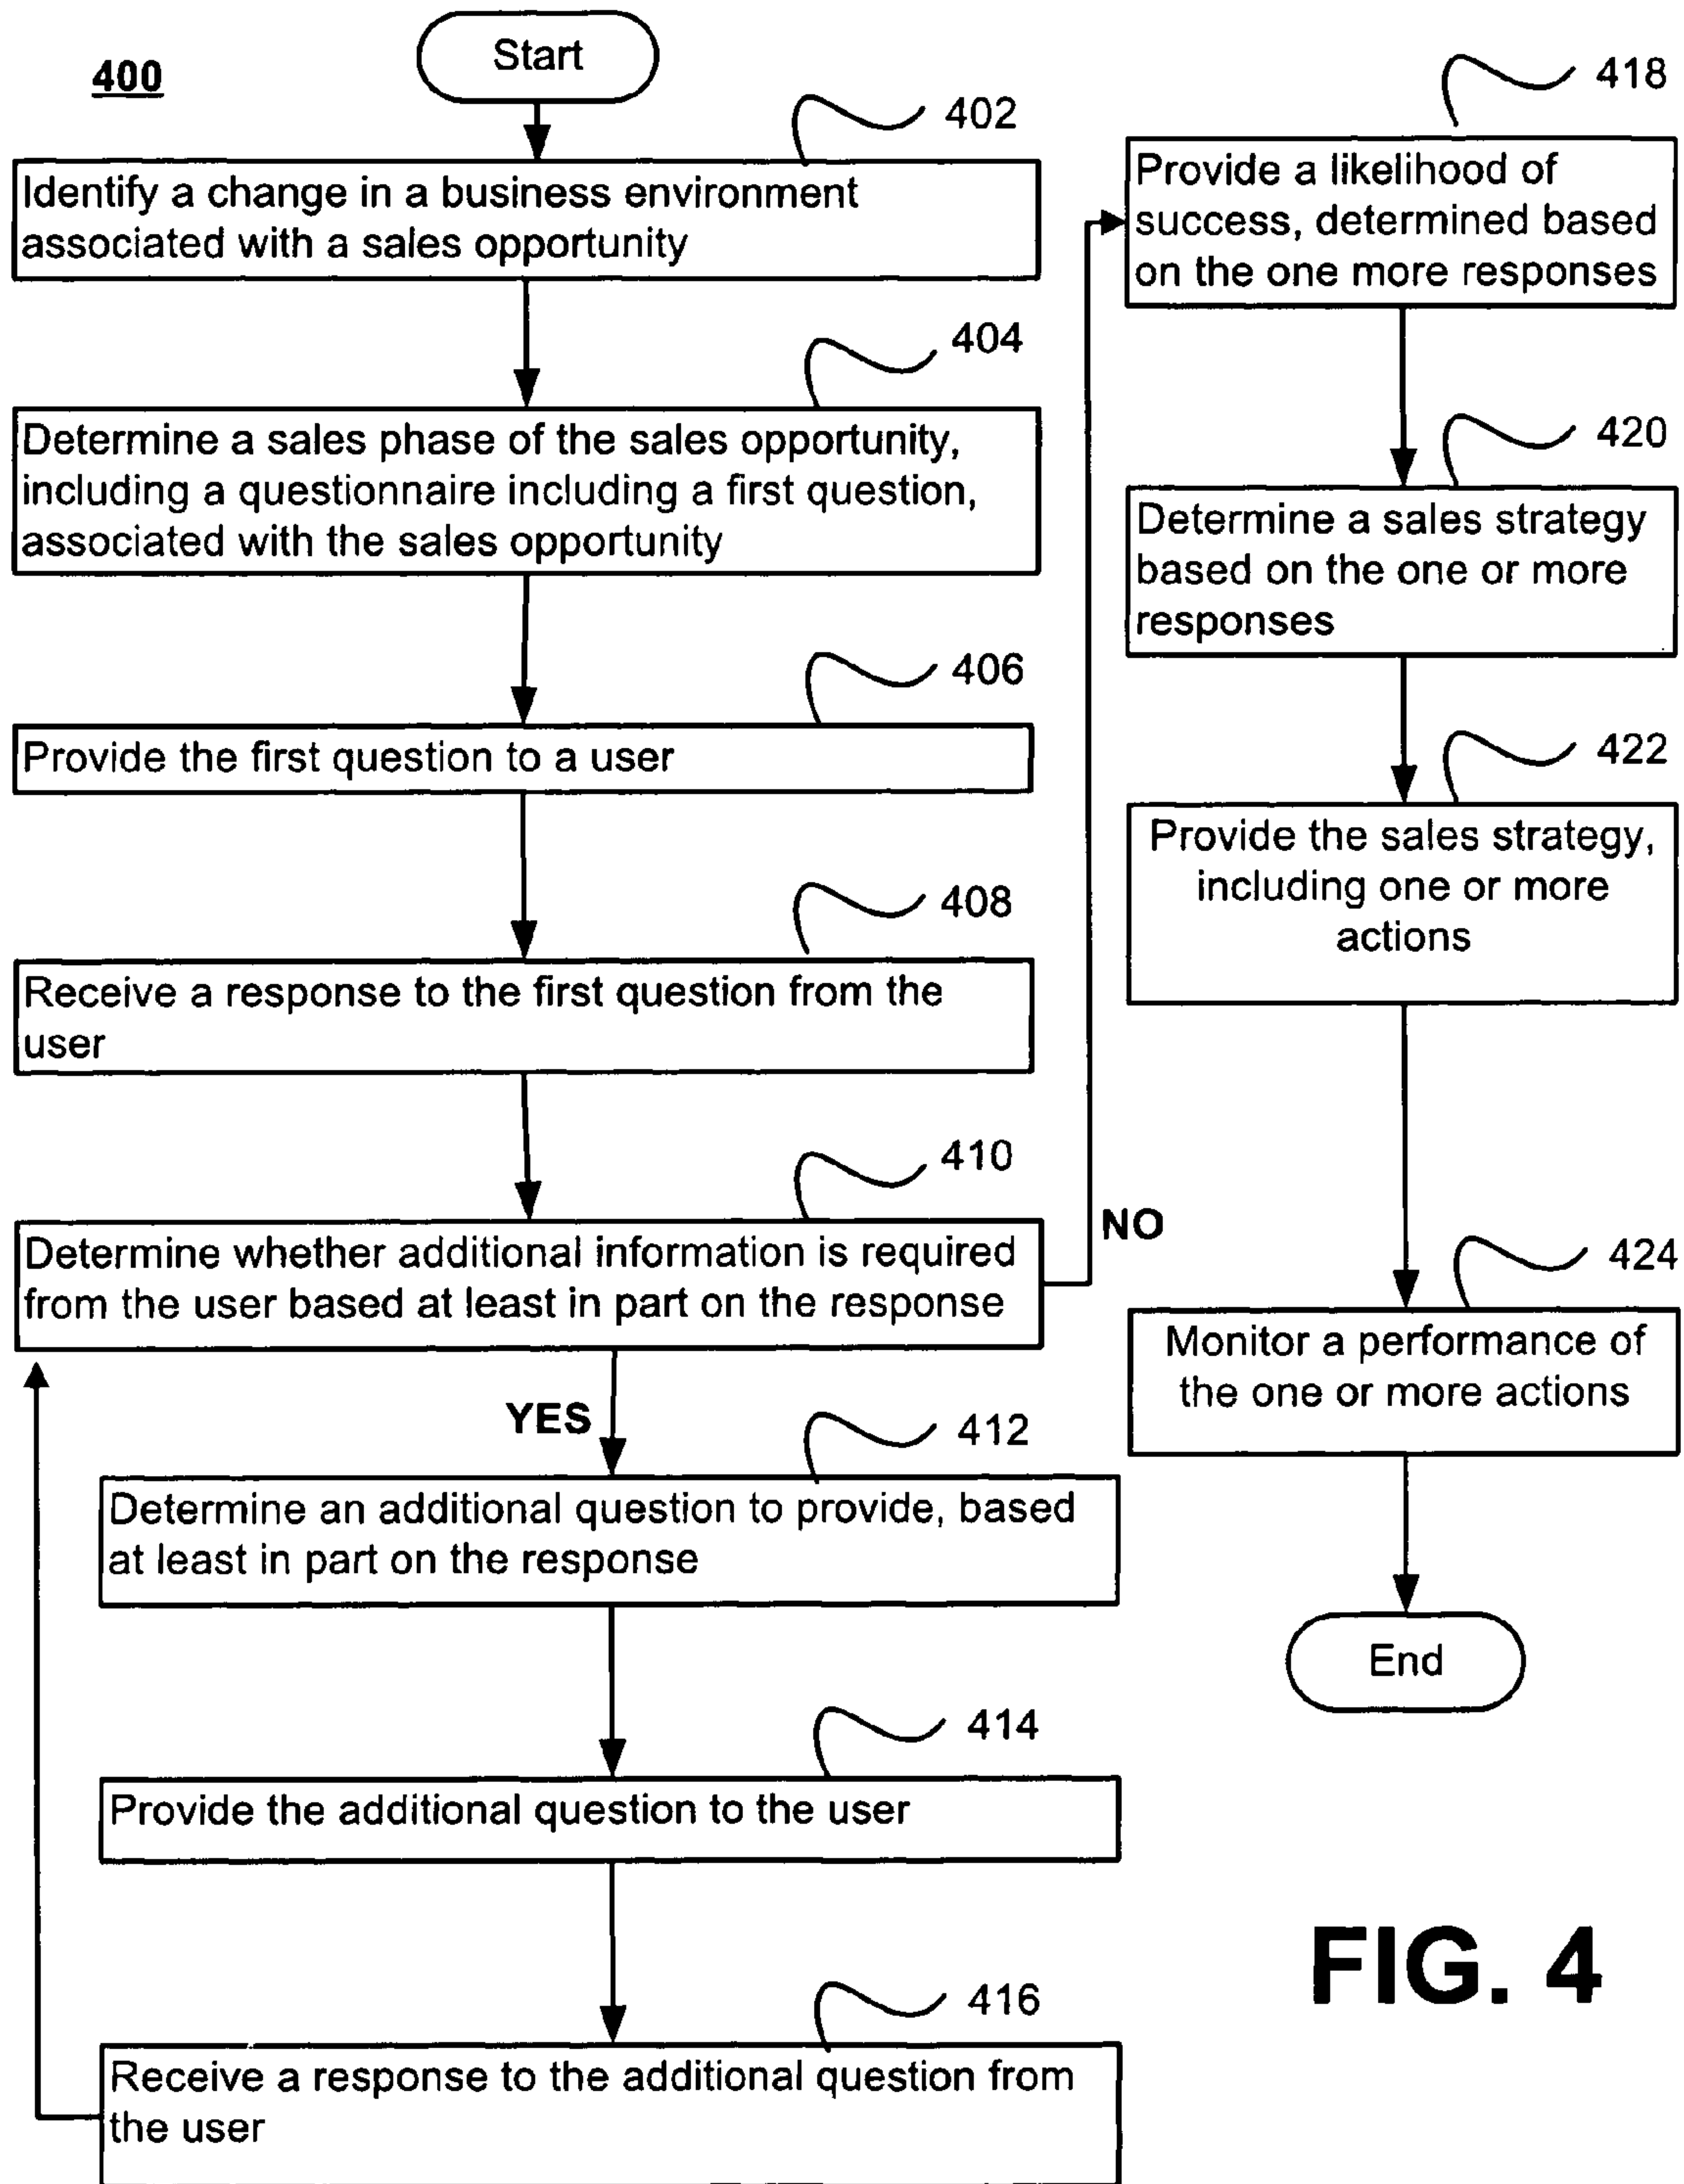 400
Start
402
Identify a change in a business environment
associated with a sales opportunity
404
Determine a sales phase of the sales opportunity,
including a questionnaire including a first question,
associated with the sales opportunity
406
Provide the first question to a user
408
Receive a response to the first question from the
user
410
Determine whether additional information is required
from the user based at least in part on the response
NO
YES
412
Determine an additional question to provide, based
at least in part on the response
414
Provide the additional question to the user
416
Receive a response to the additional question from
the user
418
Provide a likelihood of
success, determined based
on the one more responses
420
Determine a sales strategy
based on the one or more
responses
422
Provide the sales strategy,
including one or more
actions
424
Monitor a performance of
the one or more actions
End
FIG. 4